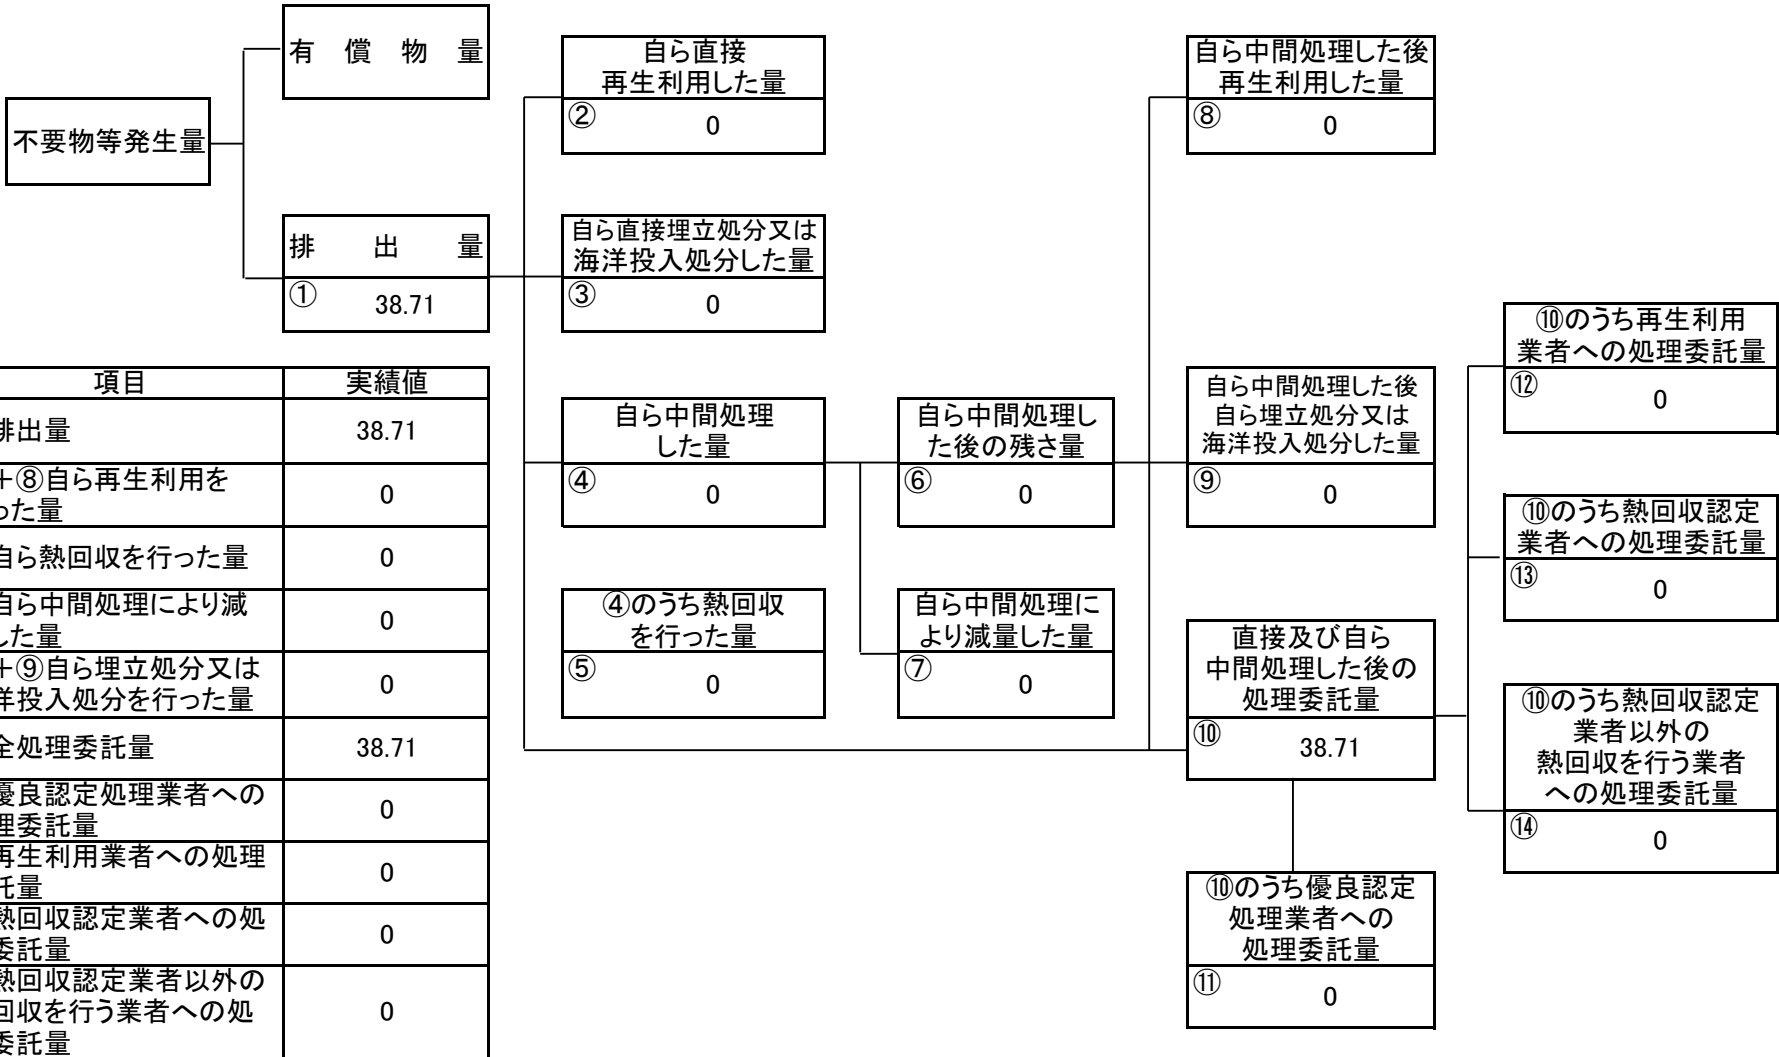 有償物量
不要物等発生量
排出量
① 38.71
自ら直接
再生利用した量
② 0
自ら直接埋立処分又は
海洋投入処分した量
③ 0
自ら中間処理
した量
④ 0
④のうち熱回収
を行った量
⑤ 0
自ら中間処理し
た後の残さ量
⑥ 0
自ら中間処理に
より減量した量
⑦ 0
自ら中間処理した後
再生利用した量
⑧ 0
自ら中間処理した後
自ら埋立処分又は
海洋投入処分した量
⑨ 0
直接及び自ら
中間処理した後の
処理委託量
⑩ 38.71
⑩のうち優良認定
処理業者への
処理委託量
⑪ 0
⑩のうち再生利用
業者への処理委託量
⑫ 0
⑩のうち熱回収認定
業者への処理委託量
⑬ 0
⑩のうち熱回収認定
業者以外の
熱回収を行う業者
への処理委託量
⑭ 0
項目 実績値
排出量 38.71
+⑧自ら再生利用を
った量 0
自ら熱回収を行った量 0
自ら中間処理により減
した量 0
+⑨自ら埋立処分又は
洋投入処分を行った量 0
全処理委託量 38.71
優良認定処理業者への
理委託量 0
再生利用業者への処理
託量 0
熱回収認定業者への処
委託量 0
熱回収認定業者以外の
回収を行う業者への処
委託量 0